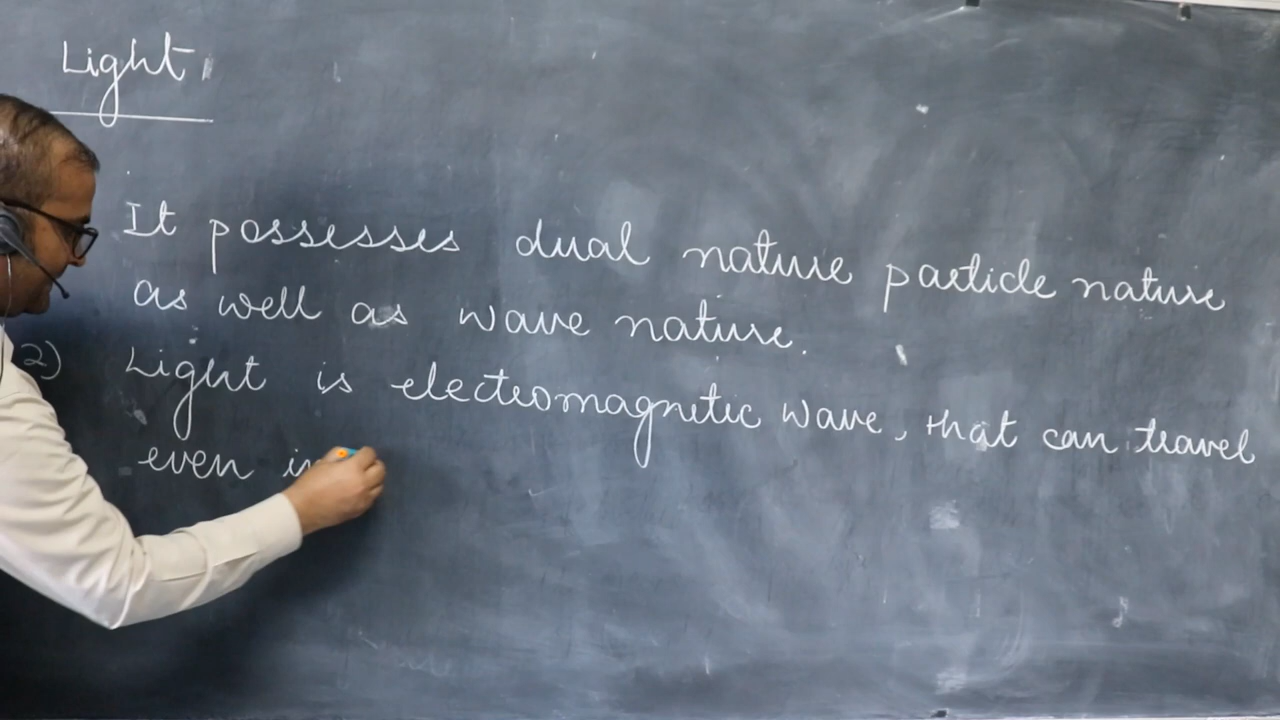 Light
It possesses dual nature particle nature
as well as wave nature.
2) Light is electromagnetic wave, that can travel
even in